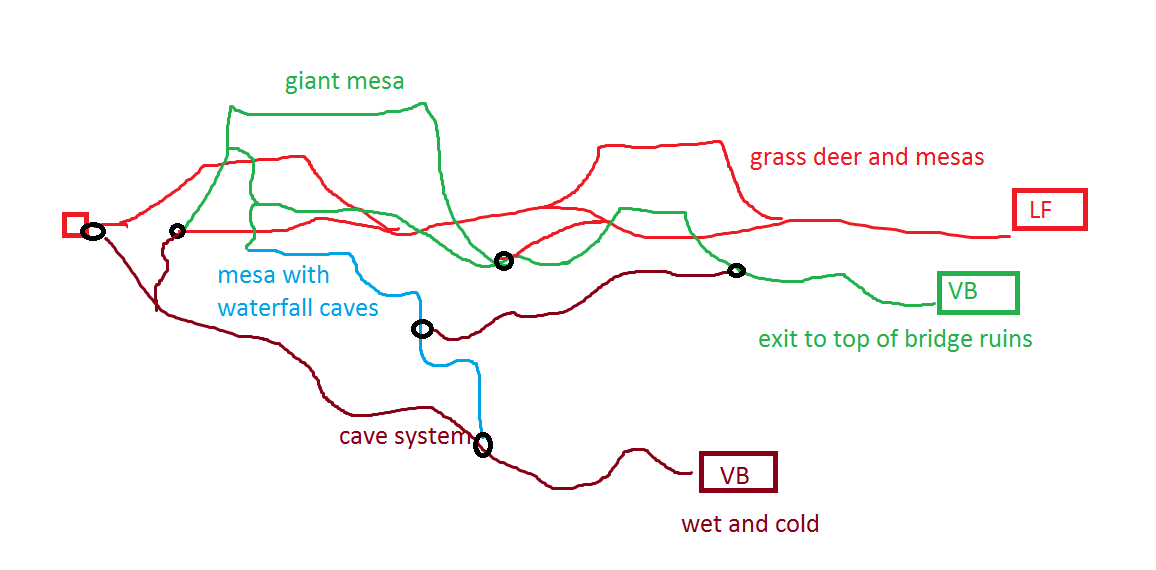 giant mesa
grass deer and mesas
LF
mesa with
waterfall caves
VB
exit to top of bridge ruins
cave system
VB
wet and cold